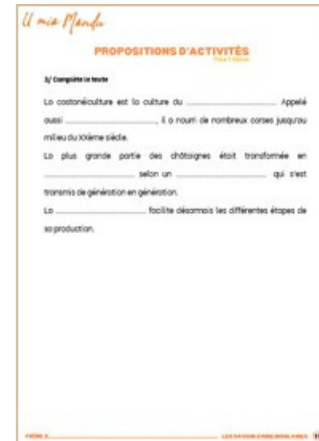 U mio Mondu
PROPOSITIONS D'ACTIVITÉS
3/ Complète le texte
La castanéiculture est la culture du ........................ Appelé
aussi ........................, il a nourri de nombreux corses jusqu'au
milieu du XXème siècle.
La plus grande partie des châtaignes était transformée en
........................ selon un ........................ qui s'est
transmis de génération en génération.
La ........................ facilite désormais les différentes étapes de
sa production.